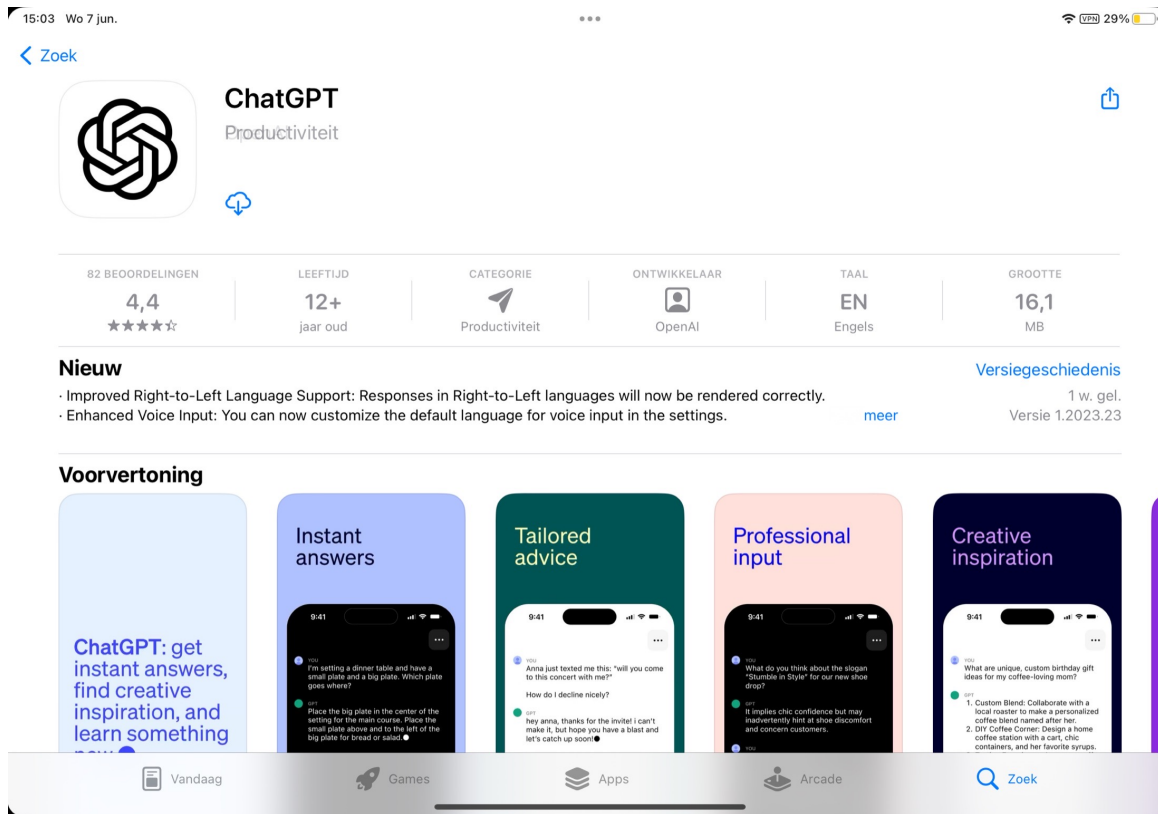 15:03 Wo 7 jun.
VPN 29%
Zoek
ChatGPT
Productiviteit
82 BEOORDELINGEN
4,4
LEEFTIJD
12+
jaar oud
CATEGORIE
Productiviteit
ONTWIKKELAAR
OpenAI
TAAL
EN
Engels
GROOTTE
16,1
MB
Nieuw
Versiegeschiedenis
· Improved Right-to-Left Language Support: Responses in Right-to-Left languages will now be rendered correctly.
1 w. gel.
· Enhanced Voice Input: You can now customize the default language for voice input in the settings.
meer
Versie 1.2023.23
Voorvertoning
ChatGPT: get
instant answers,
find creative
inspiration, and
learn something
Instant
answers
9:41
YOU
I'm setting a dinner table and have a
small plate and a big plate. Which plate
goes where?
GPT
Place the big plate in the center of the
setting for the main course. Place the
small plate above and to the left of the
big plate for bread or salad.
Tailored
advice
9:41
YOU
Anna just texted me this: "will you come
to this concert with me?"
How do I decline nicely?
GPT
hey anna, thanks for the invite! i can't
make it, but hope you have a blast and
let's catch up soon!
Professional
input
9:41
YOU
What do you think about the slogan
"Stumble in Style" for our new shoe
drop?
GPT
It implies chic confidence but may
inadvertently hint at shoe discomfort
and concern customers.
YOU
Creative
inspiration
9:41
YOU
What are unique, custom birthday gift
ideas for my coffee-loving mom?
GPT
1. Custom Blend: Collaborate with a
local roaster to make a personalized
coffee blend named after her.
2. DIY Coffee Corner: Design a home
coffee station with a cart, chic
containers, and her favorite syrups.
Vandaag
Games
Apps
Arcade
Zoek